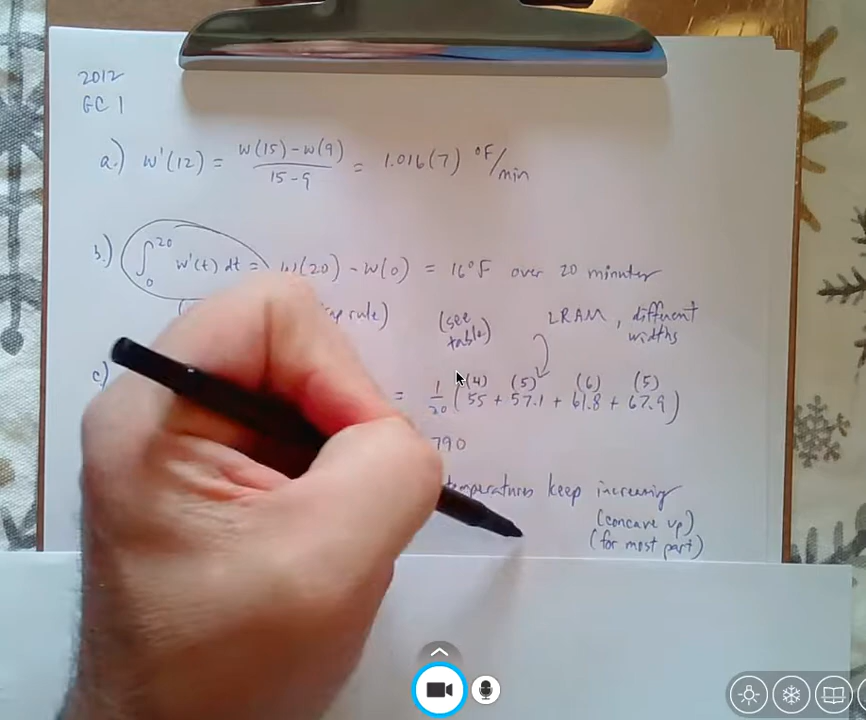 2012
GC 1
a.) W'(12) = W(15) - W(9) / 15 - 9 = 1.016(7) °F/min
b.) ∫₀²⁰ W'(t) dt = W(20) - W(0) = 16°F over 20 minutes
rule) (see table) LRAM, different widths
c.) = 1/20 ( (4) 55 + (5) 57.1 + (6) 61.8 + (5) 67.9 )
790
temperatures keep increasing
(concave up)
(for most part)